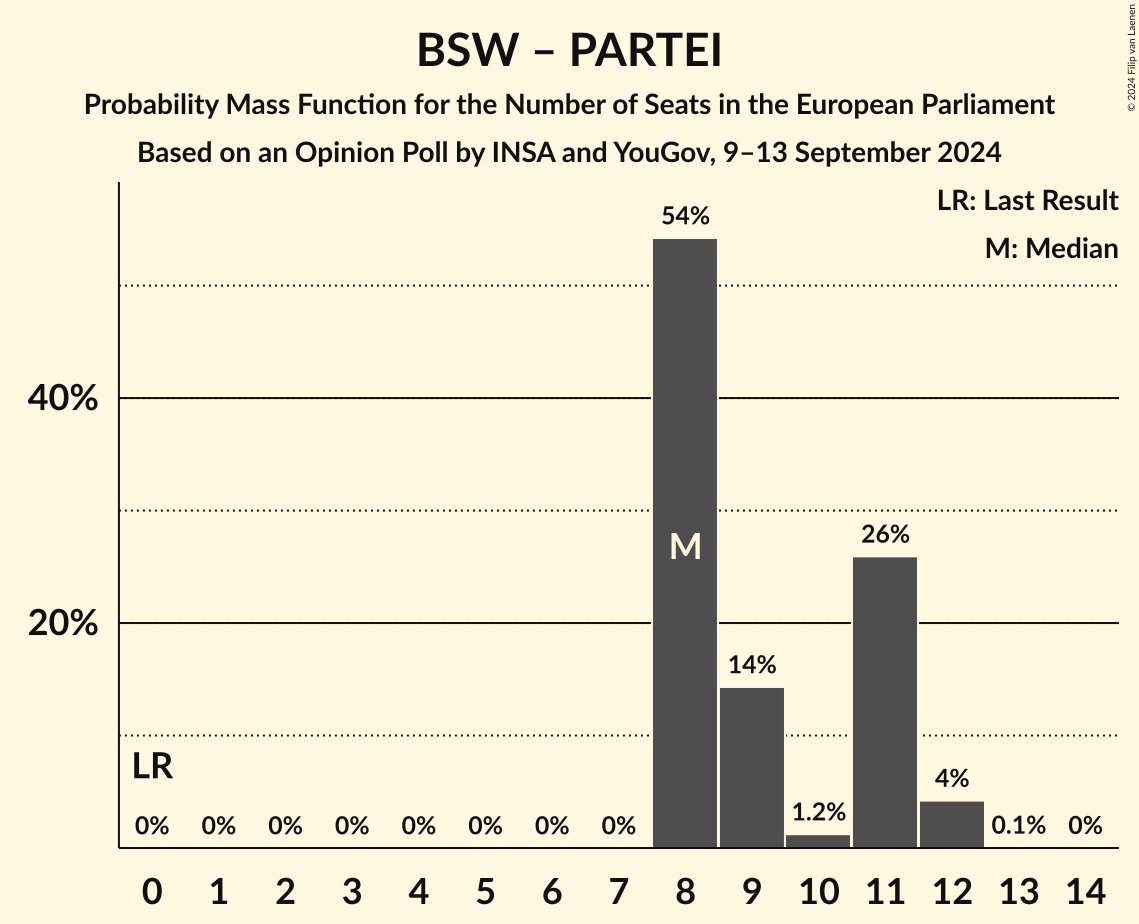 BSW – PARTEI
Probability Mass Function for the Number of Seats in the European Parliament
Based on an Opinion Poll by INSA and YouGov, 9–13 September 2024
© 2024 Filip van Laenen
LR: Last Result
M: Median
54%
40%
M
26%
20%
14%
LR
4%
1.2%
0% 0% 0% 0% 0% 0% 0% 0% 0.1% 0%
0 1 2 3 4 5 6 7 8 9 10 11 12 13 14